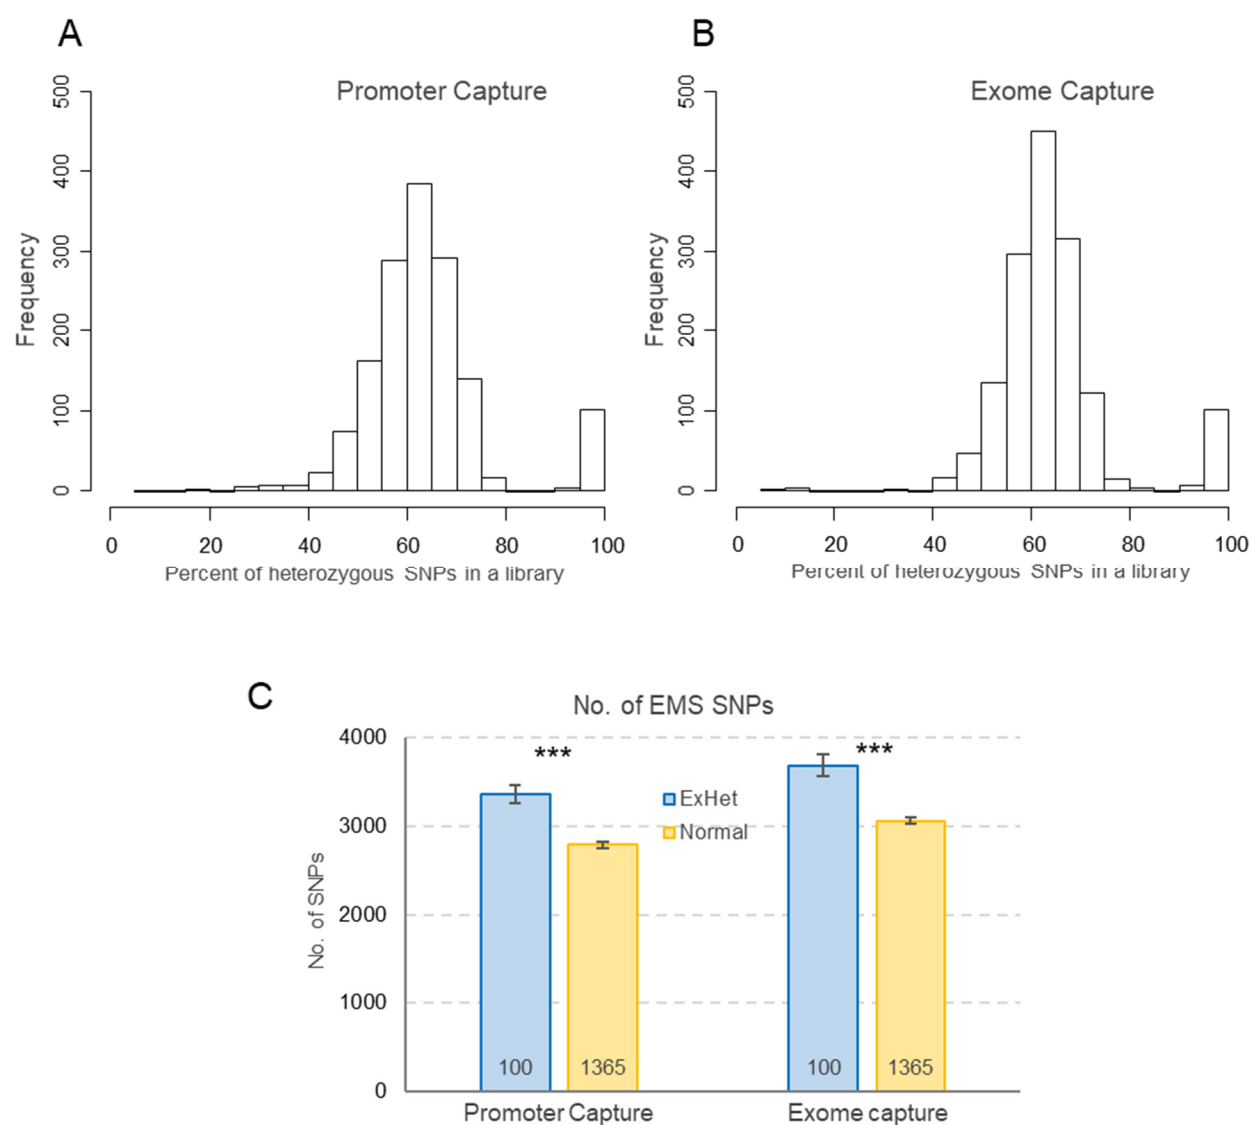 A
Promoter Capture
500
400
300
200
100
0
Frequency
0 20 40 60 80 100
Percent of heterozygous SNPs in a library
B
Exome Capture
500
400
300
200
100
0
Frequency
0 20 40 60 80 100
Percent of heterozygous SNPs in a library
C
No. of EMS SNPs
4000
3000
2000
1000
0
No. of SNPs
*** ***
ExHet
Normal
100 1365 100 1365
Promoter Capture Exome capture